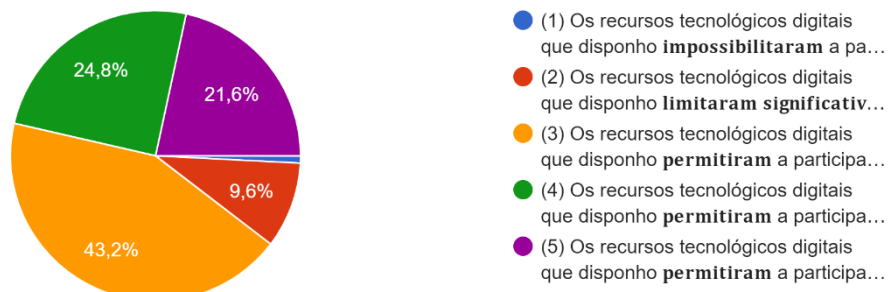 24,8%
21,6%
9,6%
43,2%
(1) Os recursos tecnológicos digitais
que disponho impossibilitaram a pa…
(2) Os recursos tecnológicos digitais
que disponho limitaram significativ…
(3) Os recursos tecnológicos digitais
que disponho permitiram a participa…
(4) Os recursos tecnológicos digitais
que disponho permitiram a participa…
(5) Os recursos tecnológicos digitais
que disponho permitiram a participa…